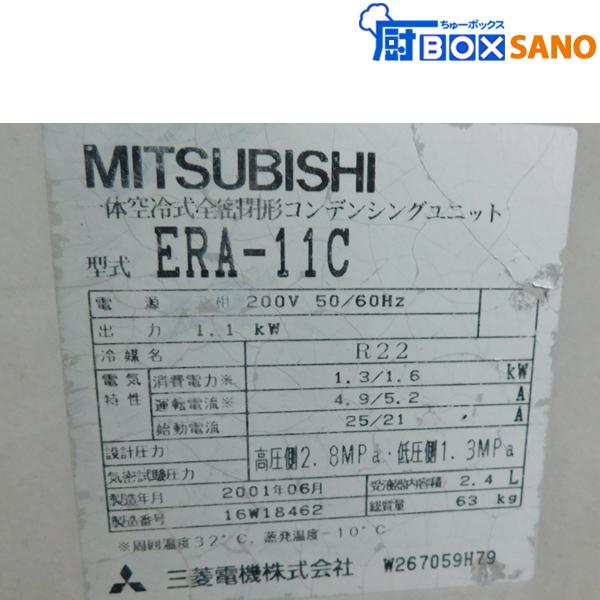 ちゅーボックス
厨BOX SANO
MITSUBISHI
一体空冷式全密閉形コンデンシングユニット
型式 ERA-11C
電源 相 200V 50/60Hz
出力 1.1 kW
冷媒名 R22
電気特性 消費電力※ 1.3/1.6 kW
運転電流※ 4.9/5.2 A
始動電流 25/21 A
設計圧力
気密試験圧力 高圧側2.8MPa・低圧側1.3MPa
製造年月 2001年06月 受液器内容積 2.4 L
製造番号 16W18462 総質量 63 kg
※周囲温度32°C, 蒸発温度-10°C
三菱電機株式会社 W267059H79